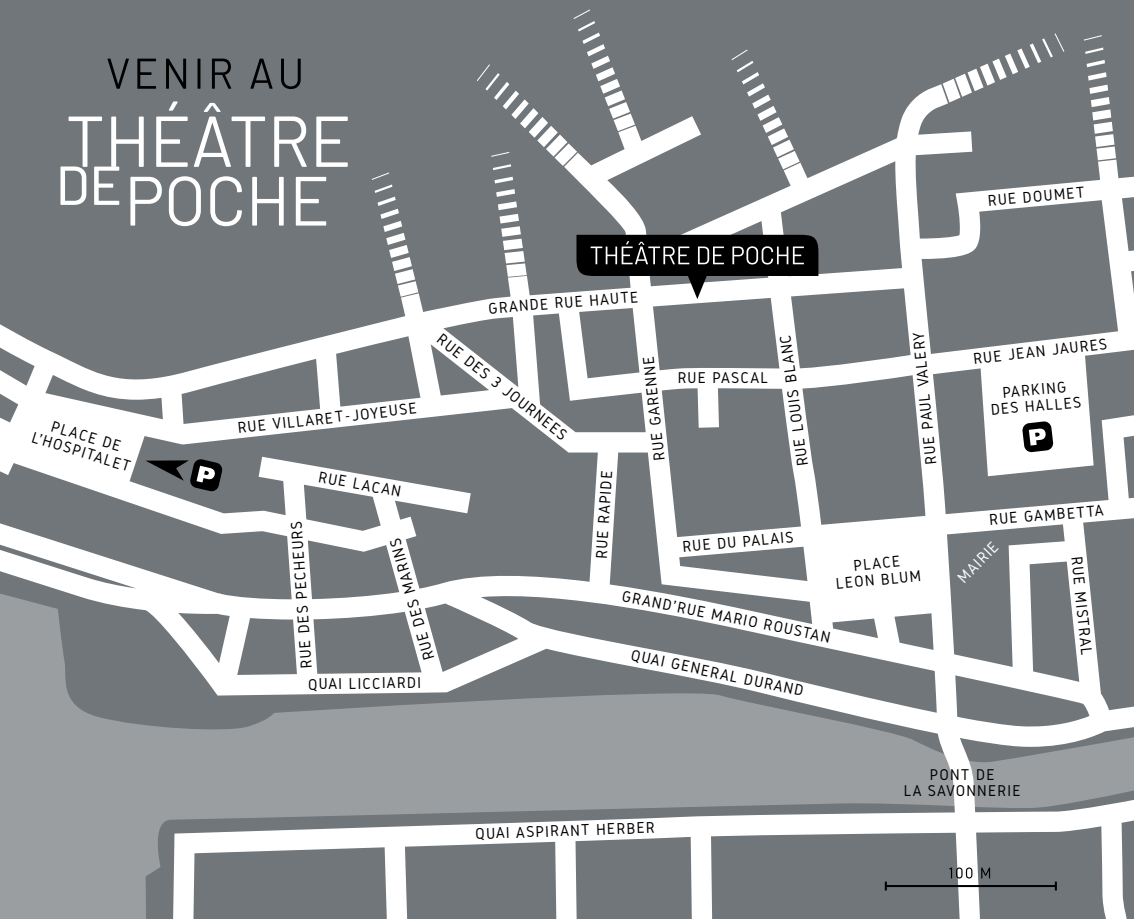 VENIR AU
THÉÂTRE
DE POCHE
RUE DOUMET
THÉÂTRE DE POCHE
GRANDE RUE HAUTE
RUE DES 3 JOURNEES
RUE JEAN JAURES
RUE PASCAL
RUE GARENNE
RUE LOUIS BLANC
RUE PAUL VALERY
PARKING
DES HALLES
P
RUE VILLARET-JOYEUSE
PLACE DE
L'HOSPITALET
P
RUE LACAN
RUE RAPIDE
RUE GAMBETTA
RUE DU PALAIS
PLACE
LEON BLUM
MAIRIE
RUE MISTRAL
RUE DES PECHEURS
RUE DES MARINS
GRAND'RUE MARIO ROUSTAN
QUAI GENERAL DURAND
QUAI LICCIARDI
PONT DE
LA SAVONNERIE
QUAI ASPIRANT HERBER
100 M